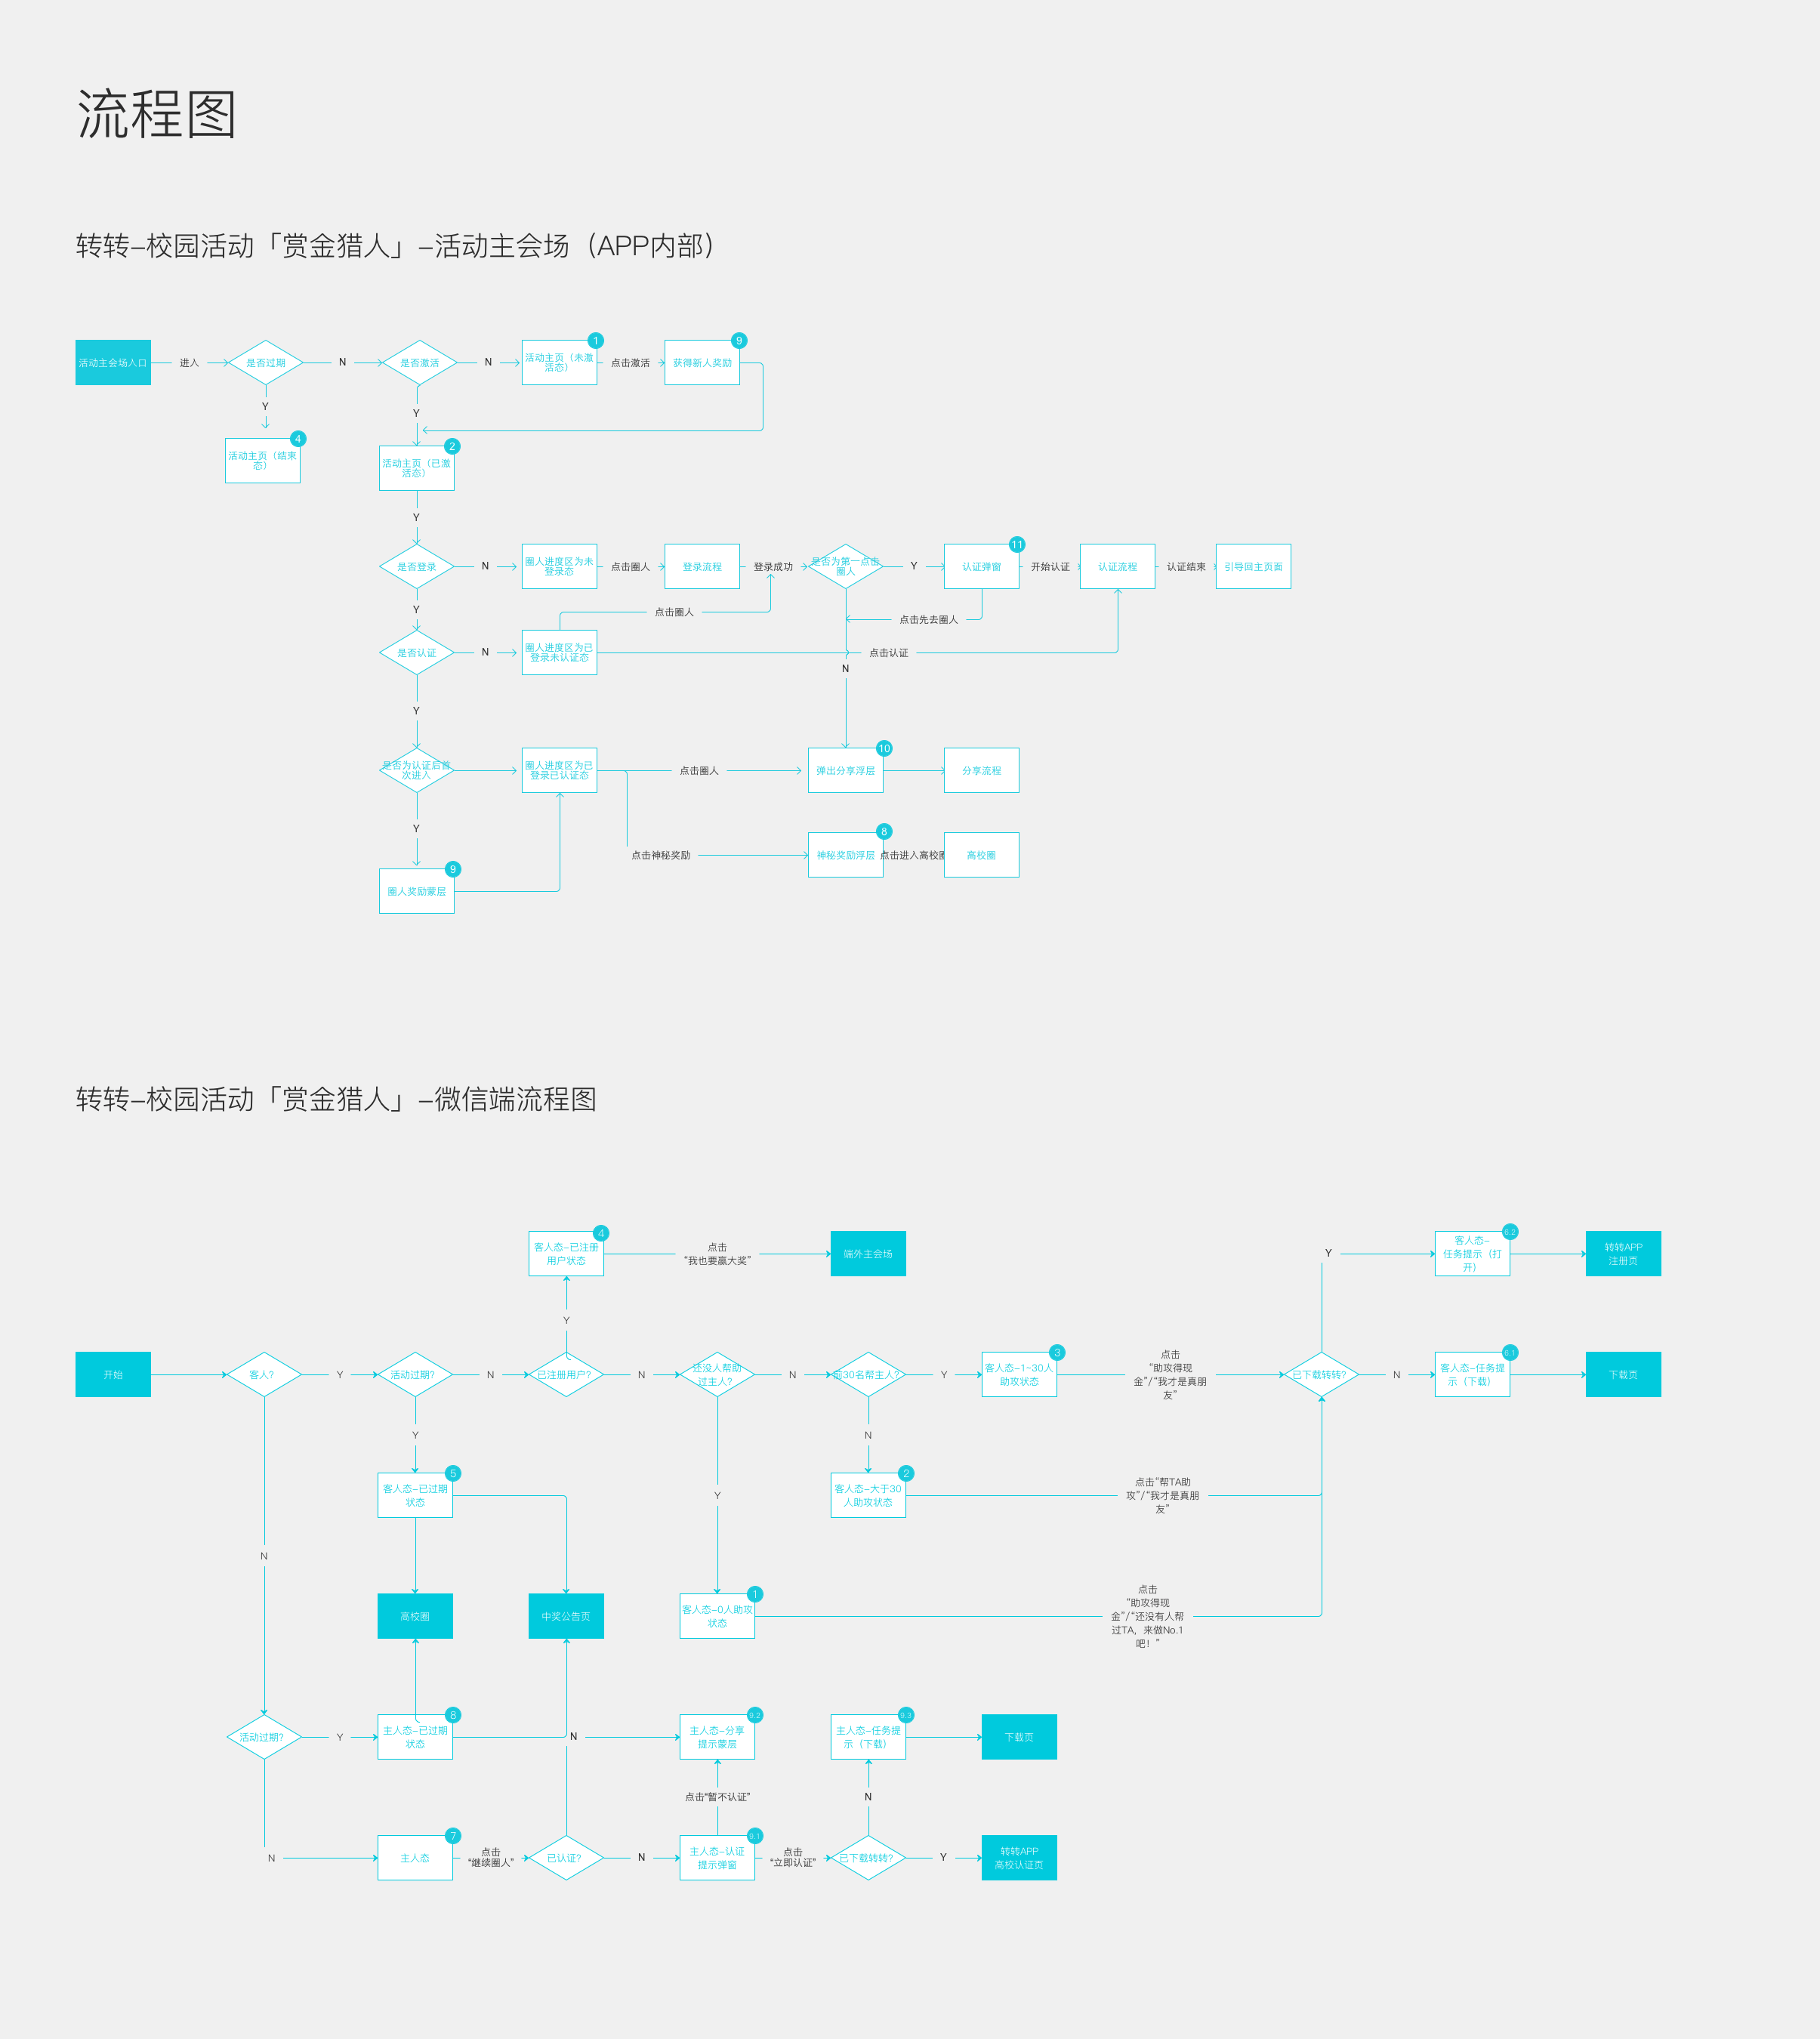 流程图
转转-校园活动「赏金猎人」-活动主会场（APP内部）
活动主会场入口
进入
是否过期
N
是否激活
N
1
活动主页（未激
活态）
点击激活
9
获得新人奖励
Y
4
活动主页（结束
态）
Y
2
活动主页（已激
活态）
Y
是否登录
N
圈人进度区为未
登录态
点击圈人
登录流程
登录成功
是否为第一点击
圈人
Y
11
认证弹窗
开始认证
认证流程
认证结束
引导回主页面
Y
点击圈人
点击先去圈人
是否认证
N
圈人进度区为已
登录未认证态
点击认证
N
Y
是否为认证后首
次进入
圈人进度区为已
登录已认证态
点击圈人
10
弹出分享浮层
分享流程
Y
点击神秘奖励
8
神秘奖励浮层
点击进入高校圈
高校圈
9
圈人奖励蒙层
转转-校园活动「赏金猎人」-微信端流程图
4
客人态-已注册
用户状态
点击
“我也要赢大奖”
端外主会场
Y
6.2
客人态-
任务提示（打
开）
转转APP
注册页
Y
开始
客人?
Y
活动过期?
N
已注册用户?
N
还没人帮助
过主人?
N
前30名帮主人?
Y
3
客人态-1~30人
助攻状态
点击
“助攻得现
金”/“我才是真朋
友”
已下载转转?
N
6.1
客人态-任务提
示（下载）
下载页
Y
N
5
客人态-已过期
状态
Y
2
客人态-大于30
人助攻状态
点击“帮TA助
攻”/“我才是真朋
友”
N
高校圈
中奖公告页
1
客人态-0人助攻
状态
点击
“助攻得现
金”/“还没有人帮
过TA，来做No.1
吧！”
活动过期?
Y
8
主人态-已过期
状态
N
9.2
主人态-分享
提示蒙层
9.3
主人态-任务提
示（下载）
下载页
点击“暂不认证”
N
N
7
主人态
点击
“继续圈人”
已认证?
N
9.1
主人态-认证
提示弹窗
点击
“立即认证”
已下载转转?
Y
转转APP
高校认证页